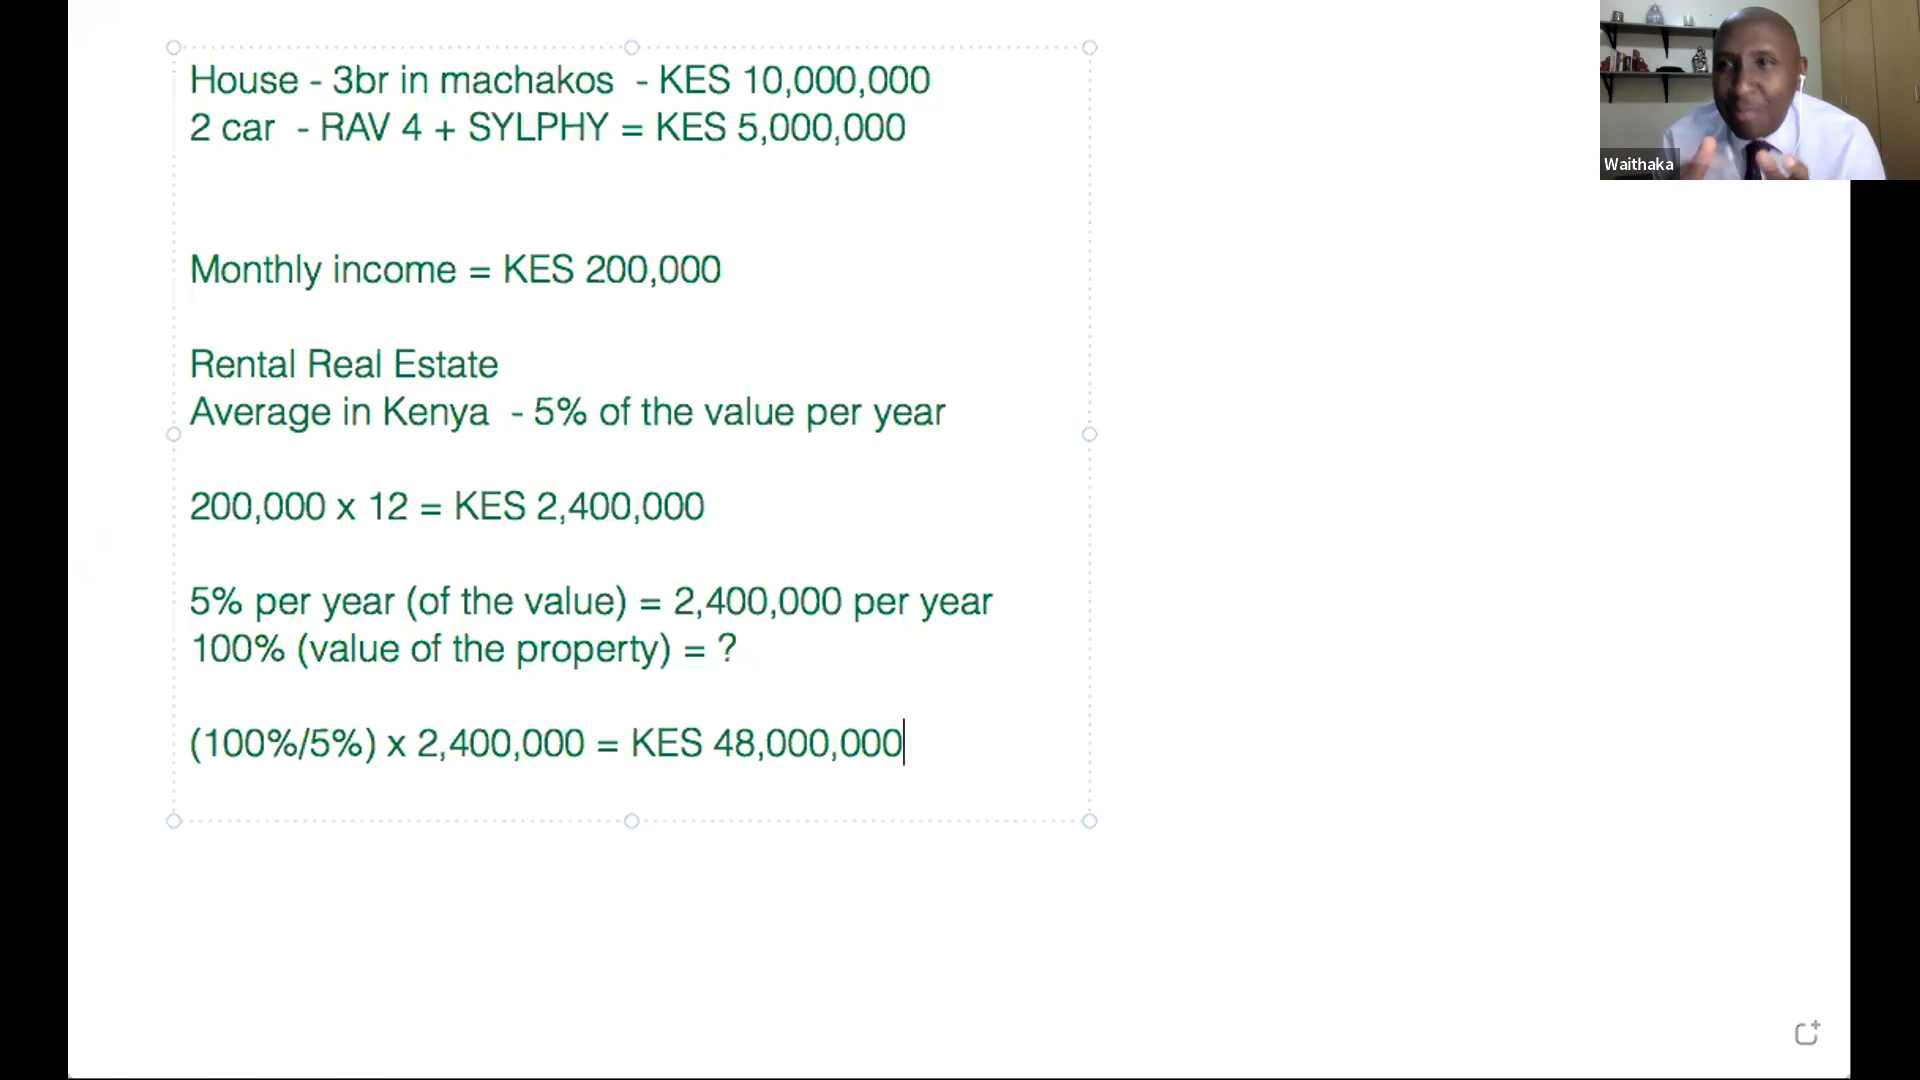 House - 3br in machakos - KES 10,000,000
2 car - RAV 4 + SYLPHY = KES 5,000,000
Monthly income = KES 200,000
Rental Real Estate
Average in Kenya - 5% of the value per year
200,000 x 12 = KES 2,400,000
5% per year (of the value) = 2,400,000 per year
100% (value of the property) = ?
(100%/5%) x 2,400,000 = KES 48,000,000
Waithaka